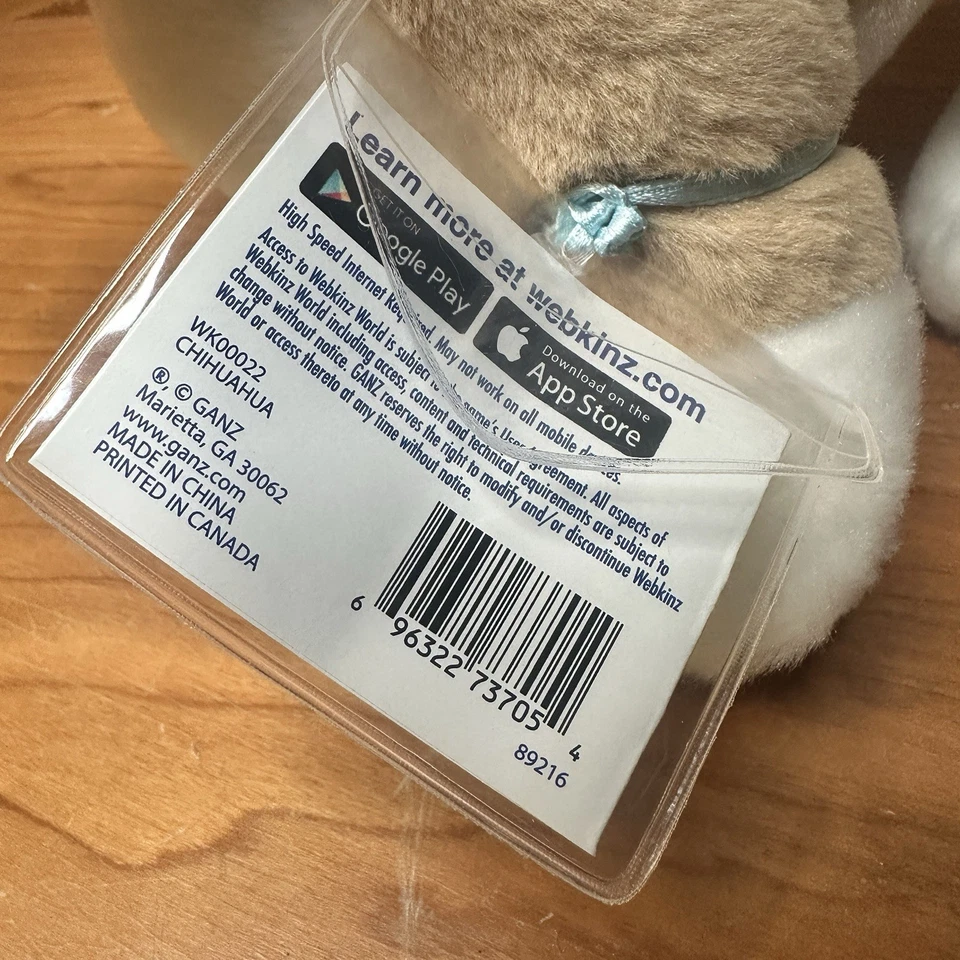 Learn more at webkinz.com
GET IT ON
Google Play
Download on the
App Store
High Speed Internet Required. May not work on all mobile devices.
Access to Webkinz World is subject to the game's User Agreement. All aspects of
Webkinz World including access, content and technical requirements are subject to
change without notice. GANZ reserves the right to modify and/or discontinue Webkinz
World or access thereto at any time without notice.
WK00022
CHIHUAHUA
® © GANZ
Marietta, GA 30062
www.ganz.com
MADE IN CHINA
PRINTED IN CANADA
6 96322 73705 4
89216